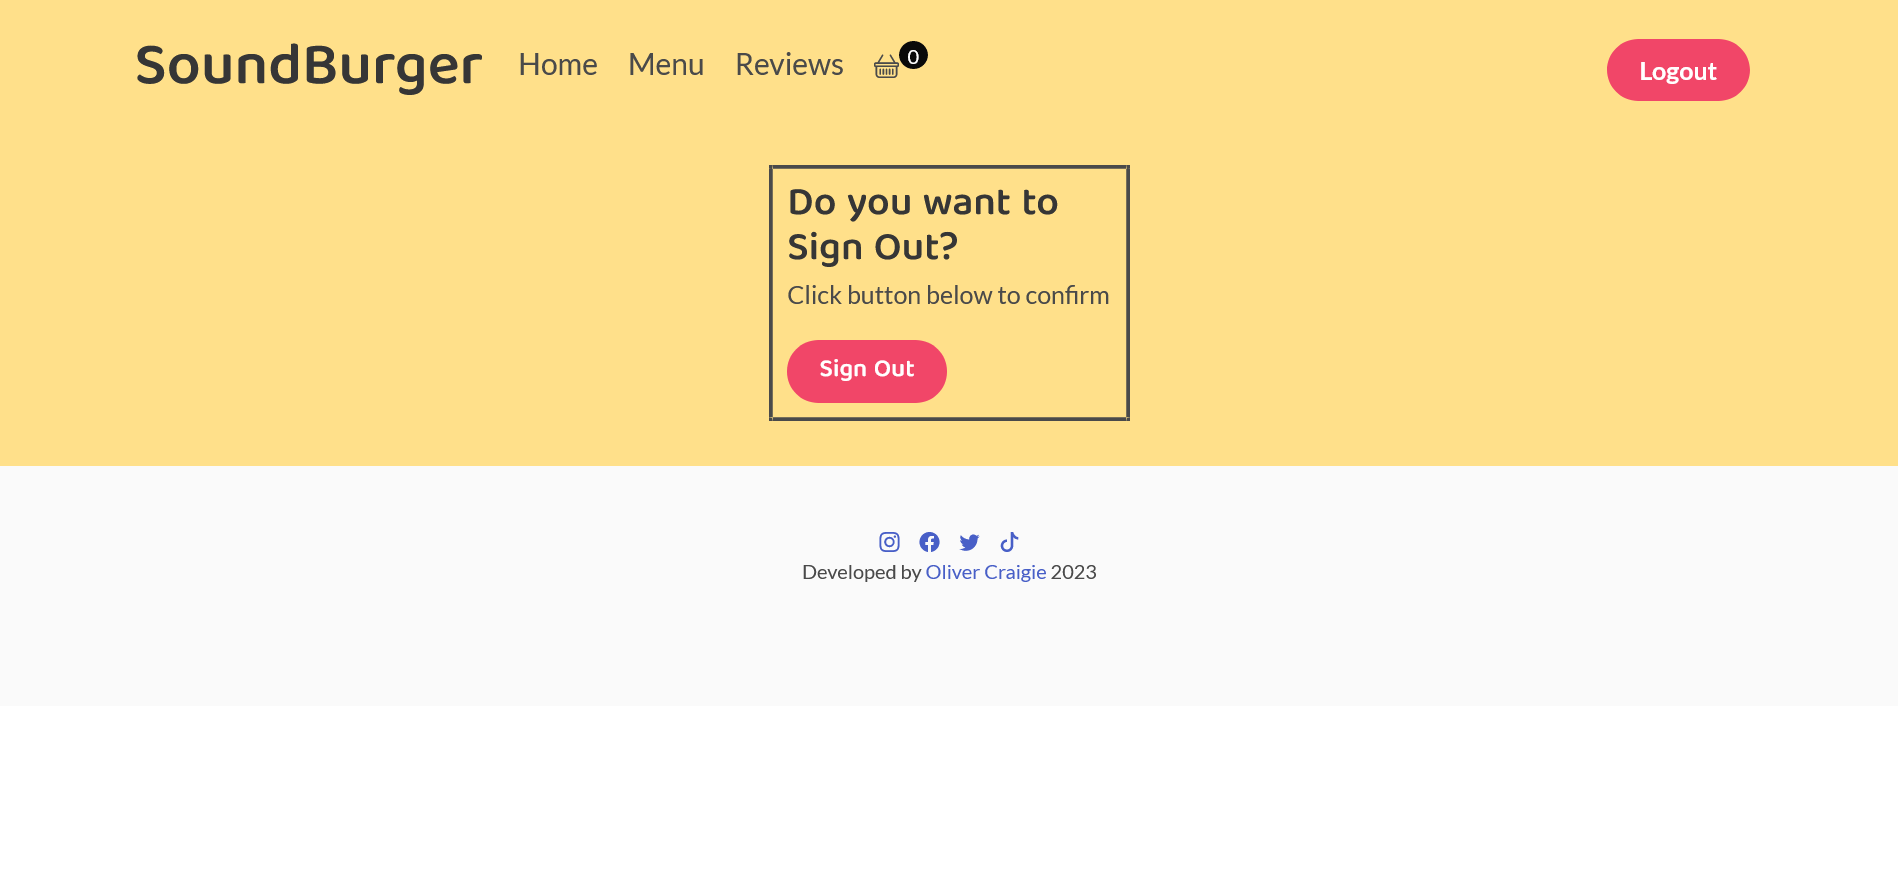 SoundBurger Home Menu Reviews 0 Logout
Do you want to
Sign Out?
Click button below to confirm
Sign Out
Developed by Oliver Craigie 2023